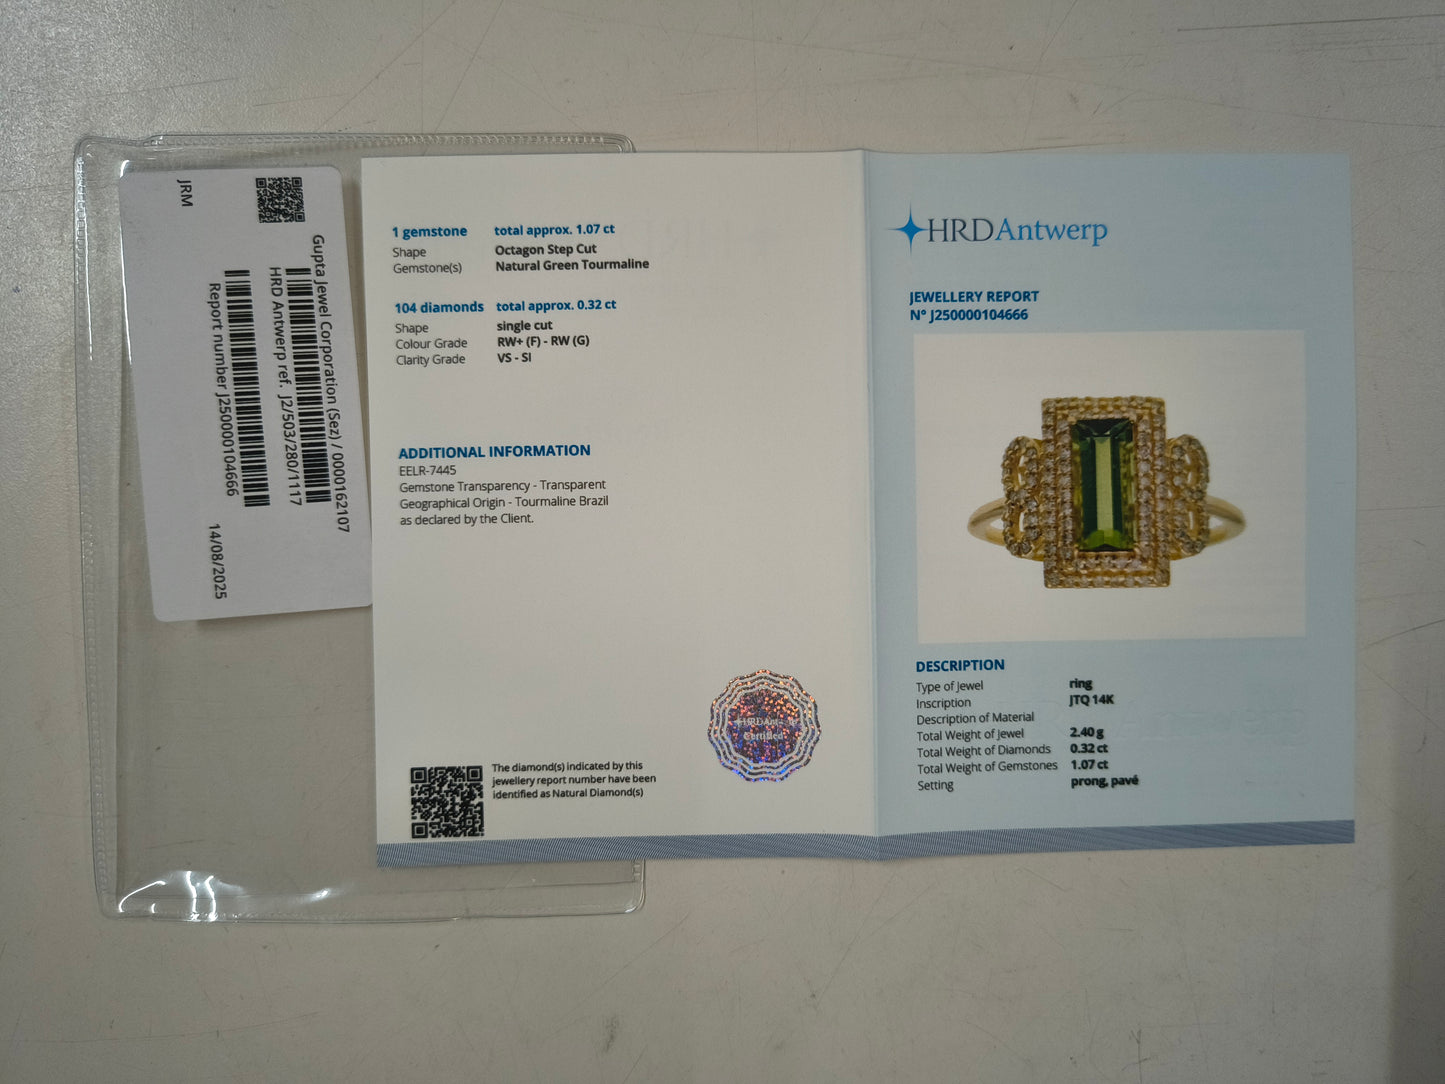 JRM
Gupta Jewel Corporation (Sez) / 0000162107
HRD Antwerp ref. J2/503/280/1117
Report number J250000104666
14/08/2025
1 gemstone total approx. 1.07 ct
Shape Octagon Step Cut
Gemstone(s) Natural Green Tourmaline
104 diamonds total approx. 0.32 ct
Shape single cut
Colour Grade RW+ (F) - RW (G)
Clarity Grade VS - SI
ADDITIONAL INFORMATION
EELR-7445
Gemstone Transparency - Transparent
Geographical Origin - Tourmaline Brazil
as declared by the Client.
HRDAntwerp
Certified
The diamond(s) indicated by this
jewellery report number have been
identified as Natural Diamond(s)
HRDAntwerp
JEWELLERY REPORT
N° J250000104666
DESCRIPTION
Type of Jewel ring
Inscription JTQ 14K
Description of Material
Total Weight of Jewel 2.40 g
Total Weight of Diamonds 0.32 ct
Total Weight of Gemstones 1.07 ct
Setting prong, pavé